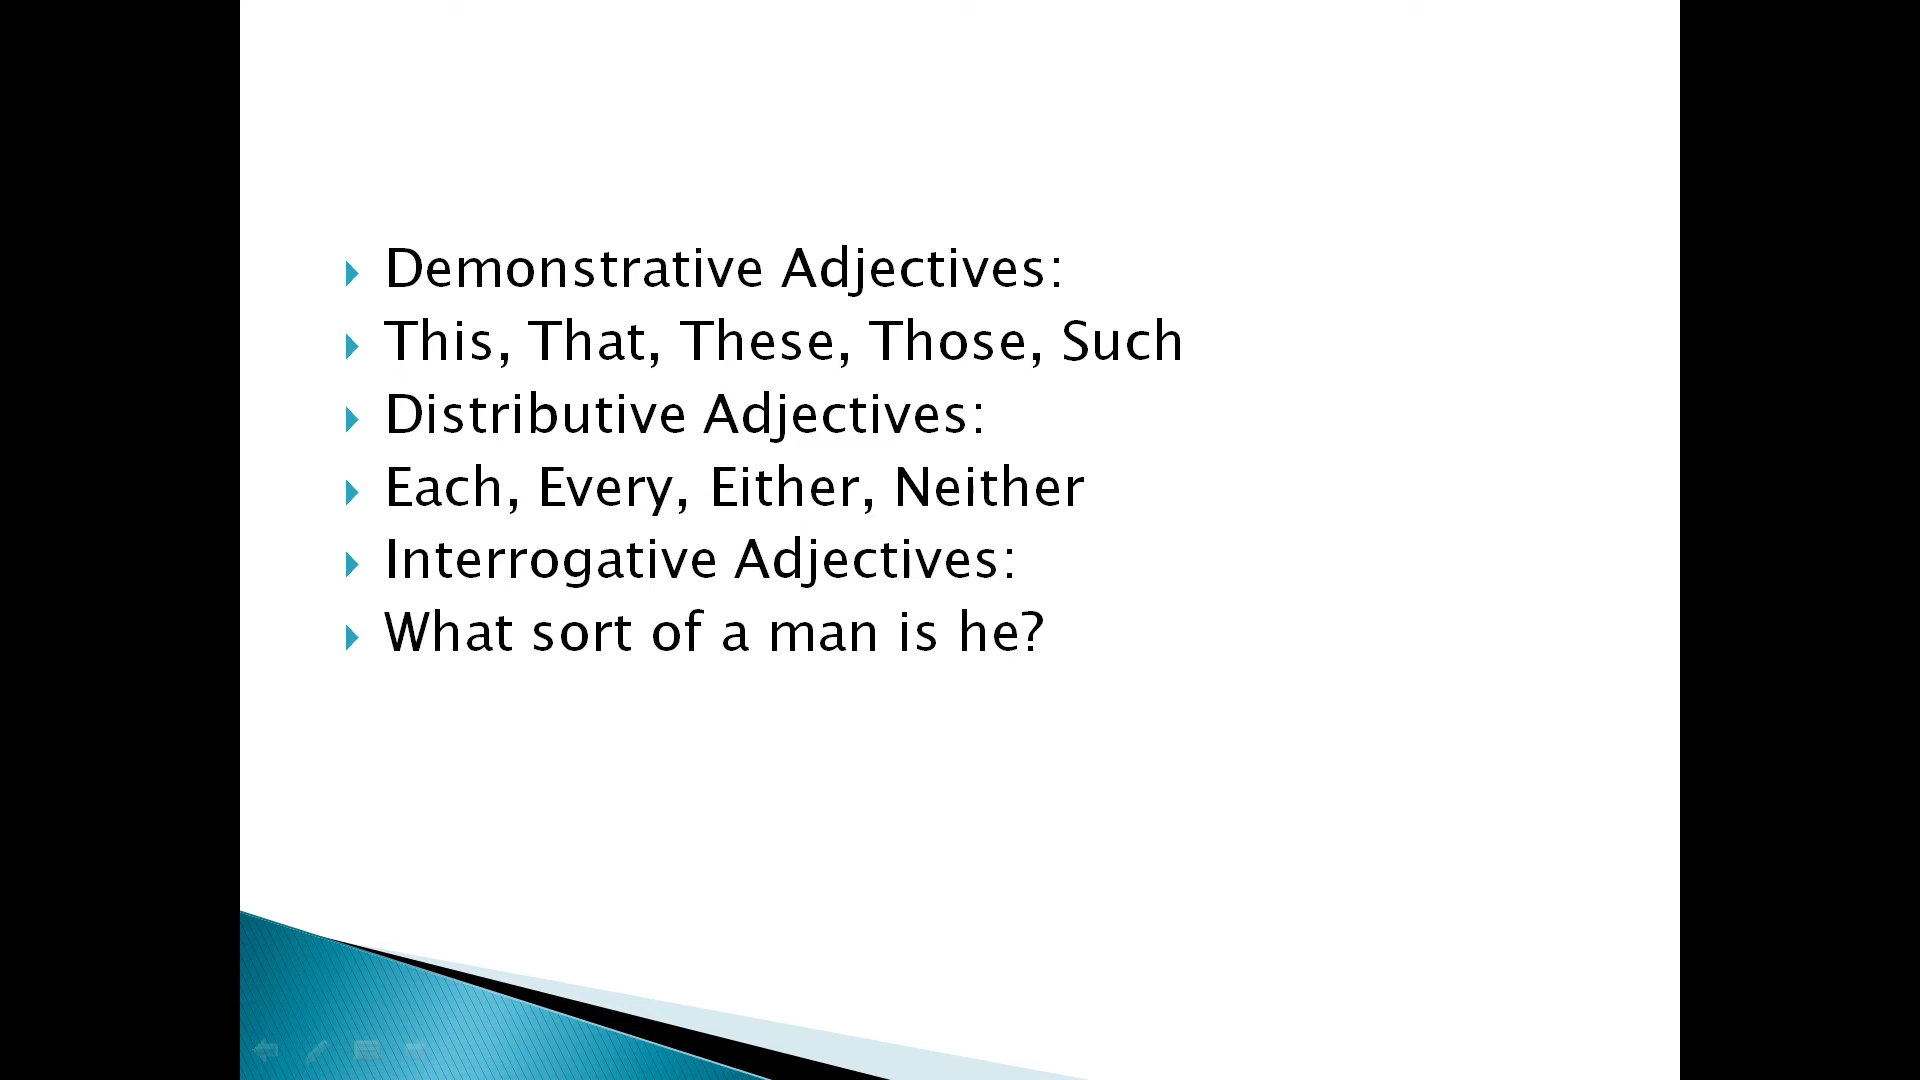 Demonstrative Adjectives:
This, That, These, Those, Such
Distributive Adjectives:
Each, Every, Either, Neither
Interrogative Adjectives:
What sort of a man is he?